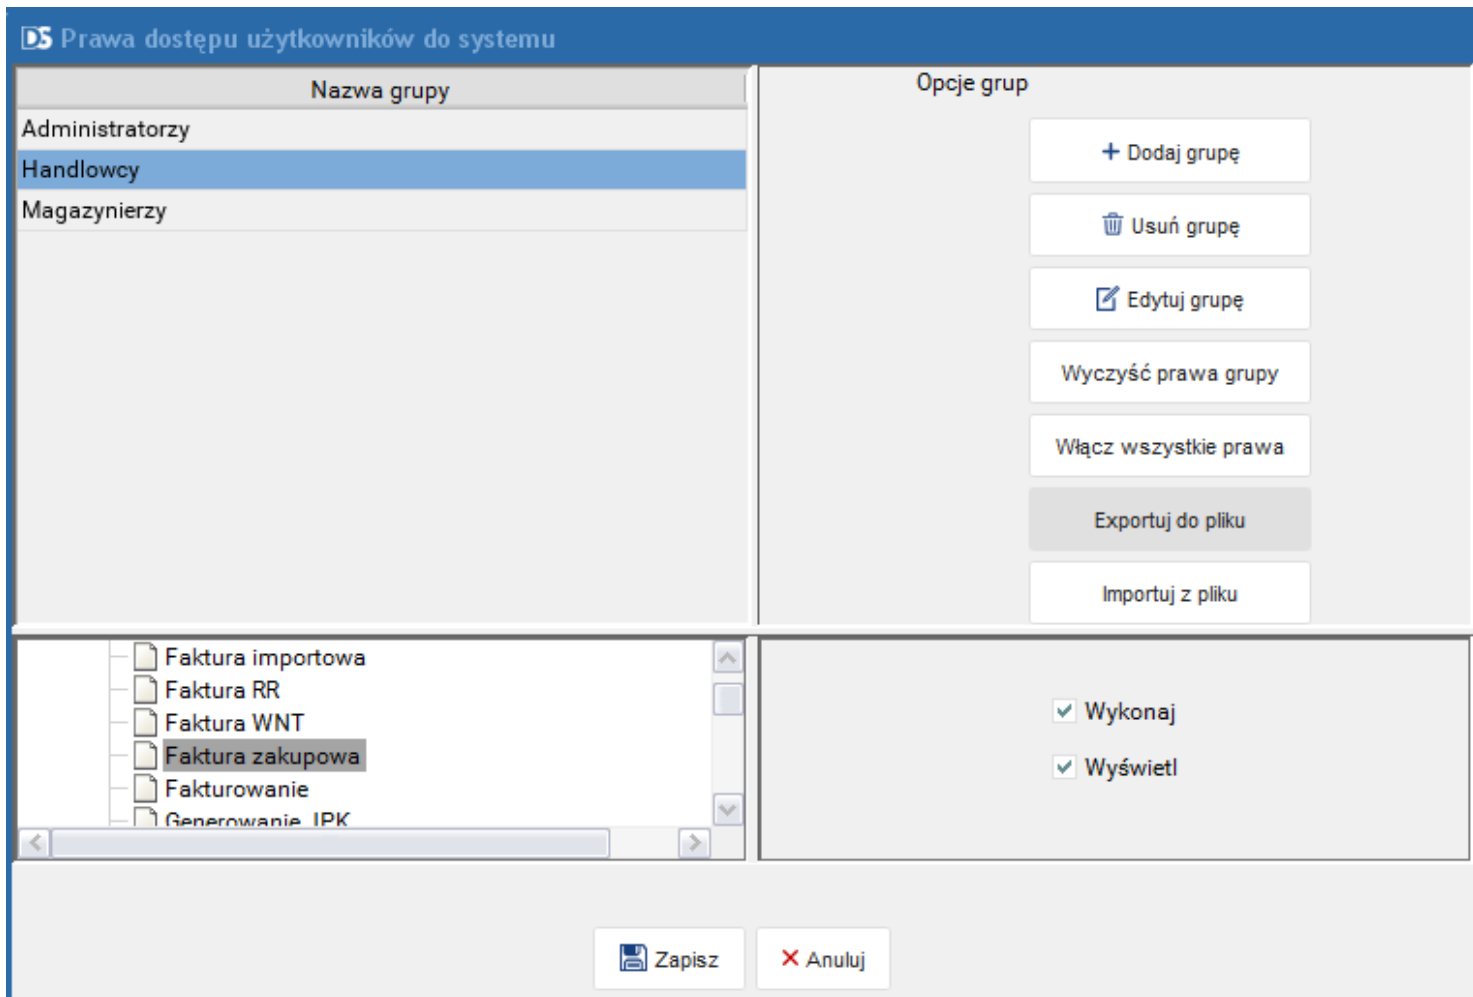 DS Prawa dostępu użytkowników do systemu
Nazwa grupy
Administratorzy
Handlowcy
Magazynierzy
Opcje grup
+ Dodaj grupę
Usuń grupę
Edytuj grupę
Wyczyść prawa grupy
Włącz wszystkie prawa
Exportuj do pliku
Importuj z pliku
Faktura importowa
Faktura RR
Faktura WNT
Faktura zakupowa
Fakturowanie
Generowanie JPK
Wykonaj
Wyświetl
Zapisz
Anuluj